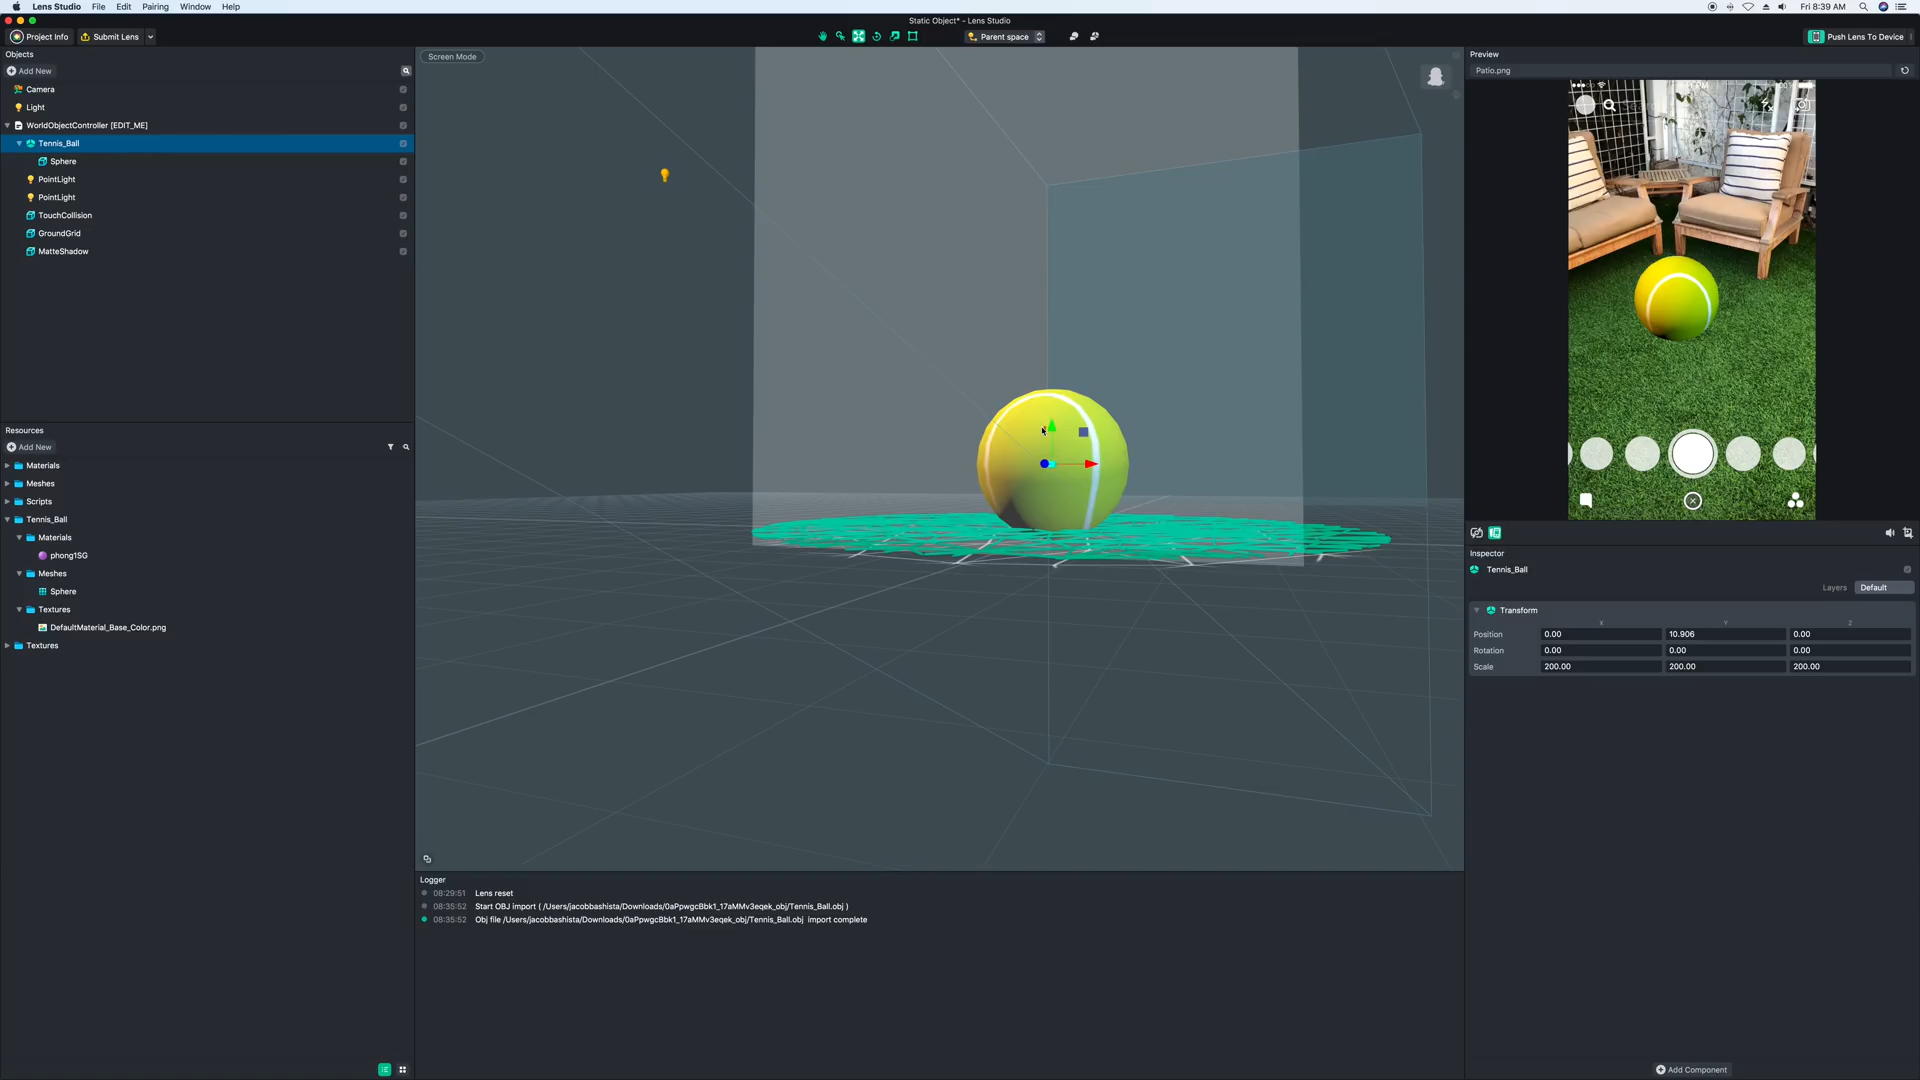 Lens Studio File Edit Pairing Window Help
Fri 8:39 AM
Static Object* - Lens Studio
Project Info Submit Lens
Parent space
Push Lens To Device
Objects
Add New
Camera
Light
WorldObjectController [EDIT_ME]
Tennis_Ball
Sphere
PointLight
PointLight
TouchCollision
GroundGrid
MatteShadow
Resources
Add New
Materials
Meshes
Scripts
Tennis_Ball
Materials
phong1SG
Meshes
Sphere
Textures
DefaultMaterial_Base_Color.png
Textures
Screen Mode
Logger
08:29:51 Lens reset
08:35:52 Start OBJ import ( /Users/jacobbashista/Downloads/0aPpwgcBbk1_17aMMv3eqek_obj/Tennis_Ball.obj )
08:35:52 Obj file /Users/jacobbashista/Downloads/0aPpwgcBbk1_17aMMv3eqek_obj/Tennis_Ball.obj import complete
Preview
Patio.png
Inspector
Tennis_Ball
Layers Default
Transform
X Y Z
Position 0.00 10.906 0.00
Rotation 0.00 0.00 0.00
Scale 200.00 200.00 200.00
Add Component